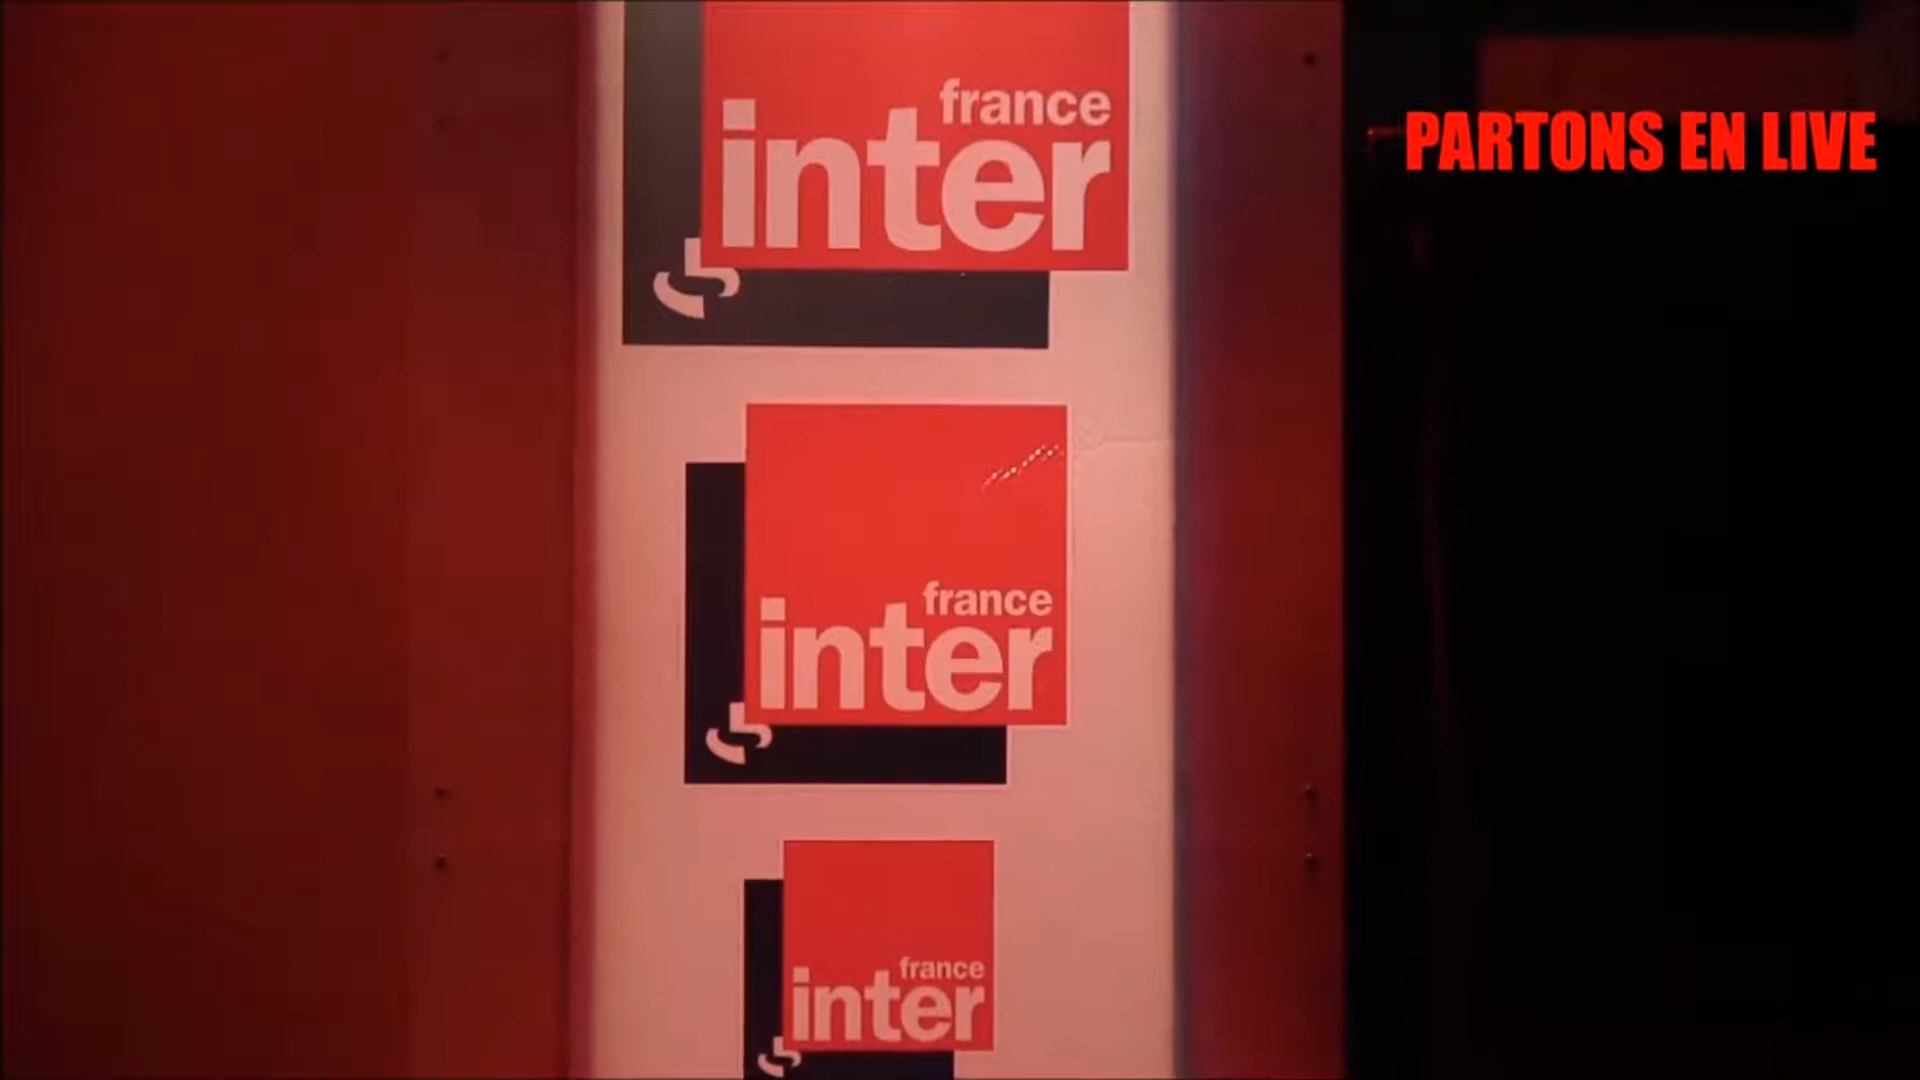 france
inter
PARTONS EN LIVE
france
inter
france
inter